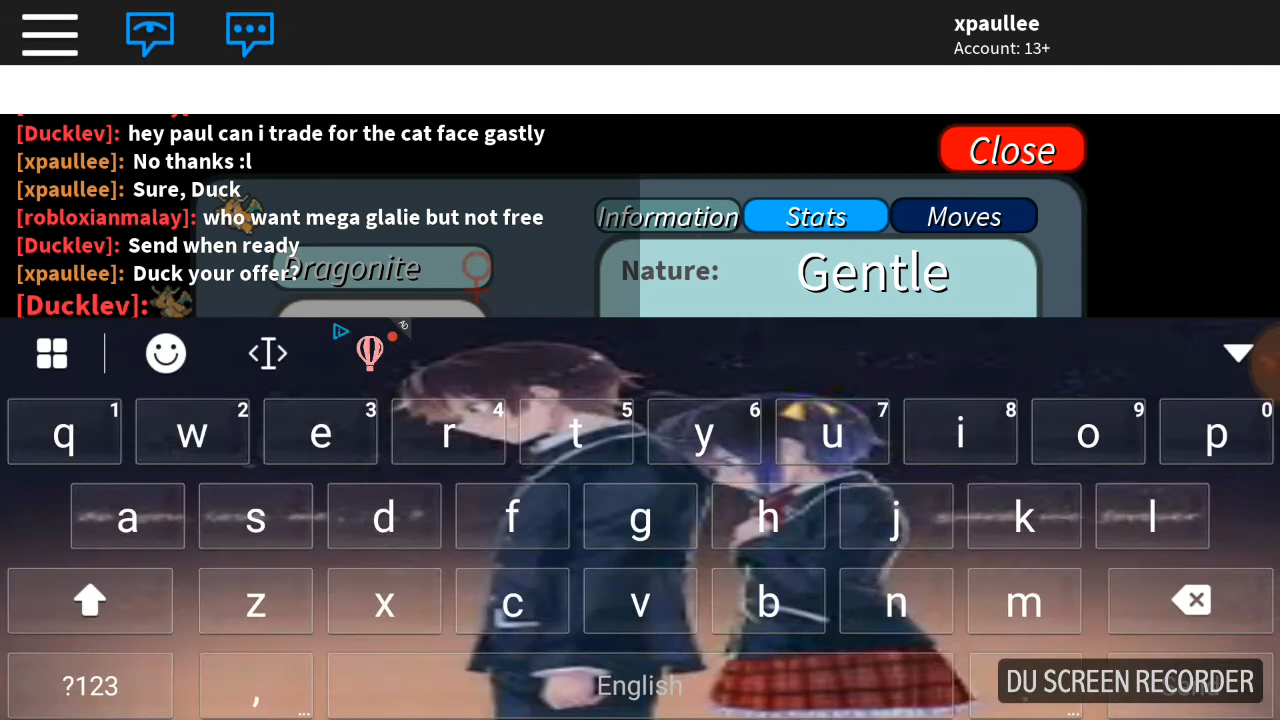 xpaullee
Account: 13+
[Ducklev]: hey paul can i trade for the cat face gastly
[xpaullee]: No thanks :l
[xpaullee]: Sure, Duck
[robloxianmalay]: who want mega glalie but not free
[Ducklev]: Send when ready
[xpaullee]: Duck your offer?
[Ducklev]:
Close
Information Stats Moves
Dragonite
Nature: Gentle
AD
1 2 3 4 5 6 7 8 9 0
q w e r t y u i o p
a s d f g h j k l
z x c v b n m
?123 , English
...
...
DU SCREEN RECORDER